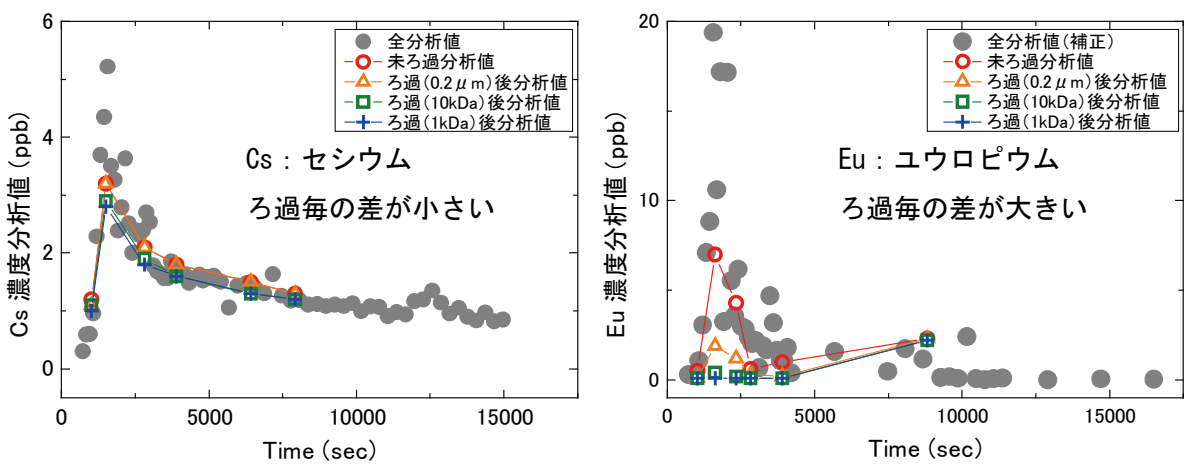 Cs 濃度分析値 (ppb)
6
4
2
0
全分析値
未ろ過分析値
ろ過(0.2μm)後分析値
ろ過(10kDa)後分析値
ろ過(1kDa)後分析値
Cs：セシウム
ろ過毎の差が小さい
0
5000
10000
15000
Time (sec)
Eu 濃度分析値 (ppb)
20
10
0
全分析値(補正)
未ろ過分析値
ろ過(0.2μm)後分析値
ろ過(10kDa)後分析値
ろ過(1kDa)後分析値
Eu：ユウロピウム
ろ過毎の差が大きい
0
5000
10000
15000
Time (sec)